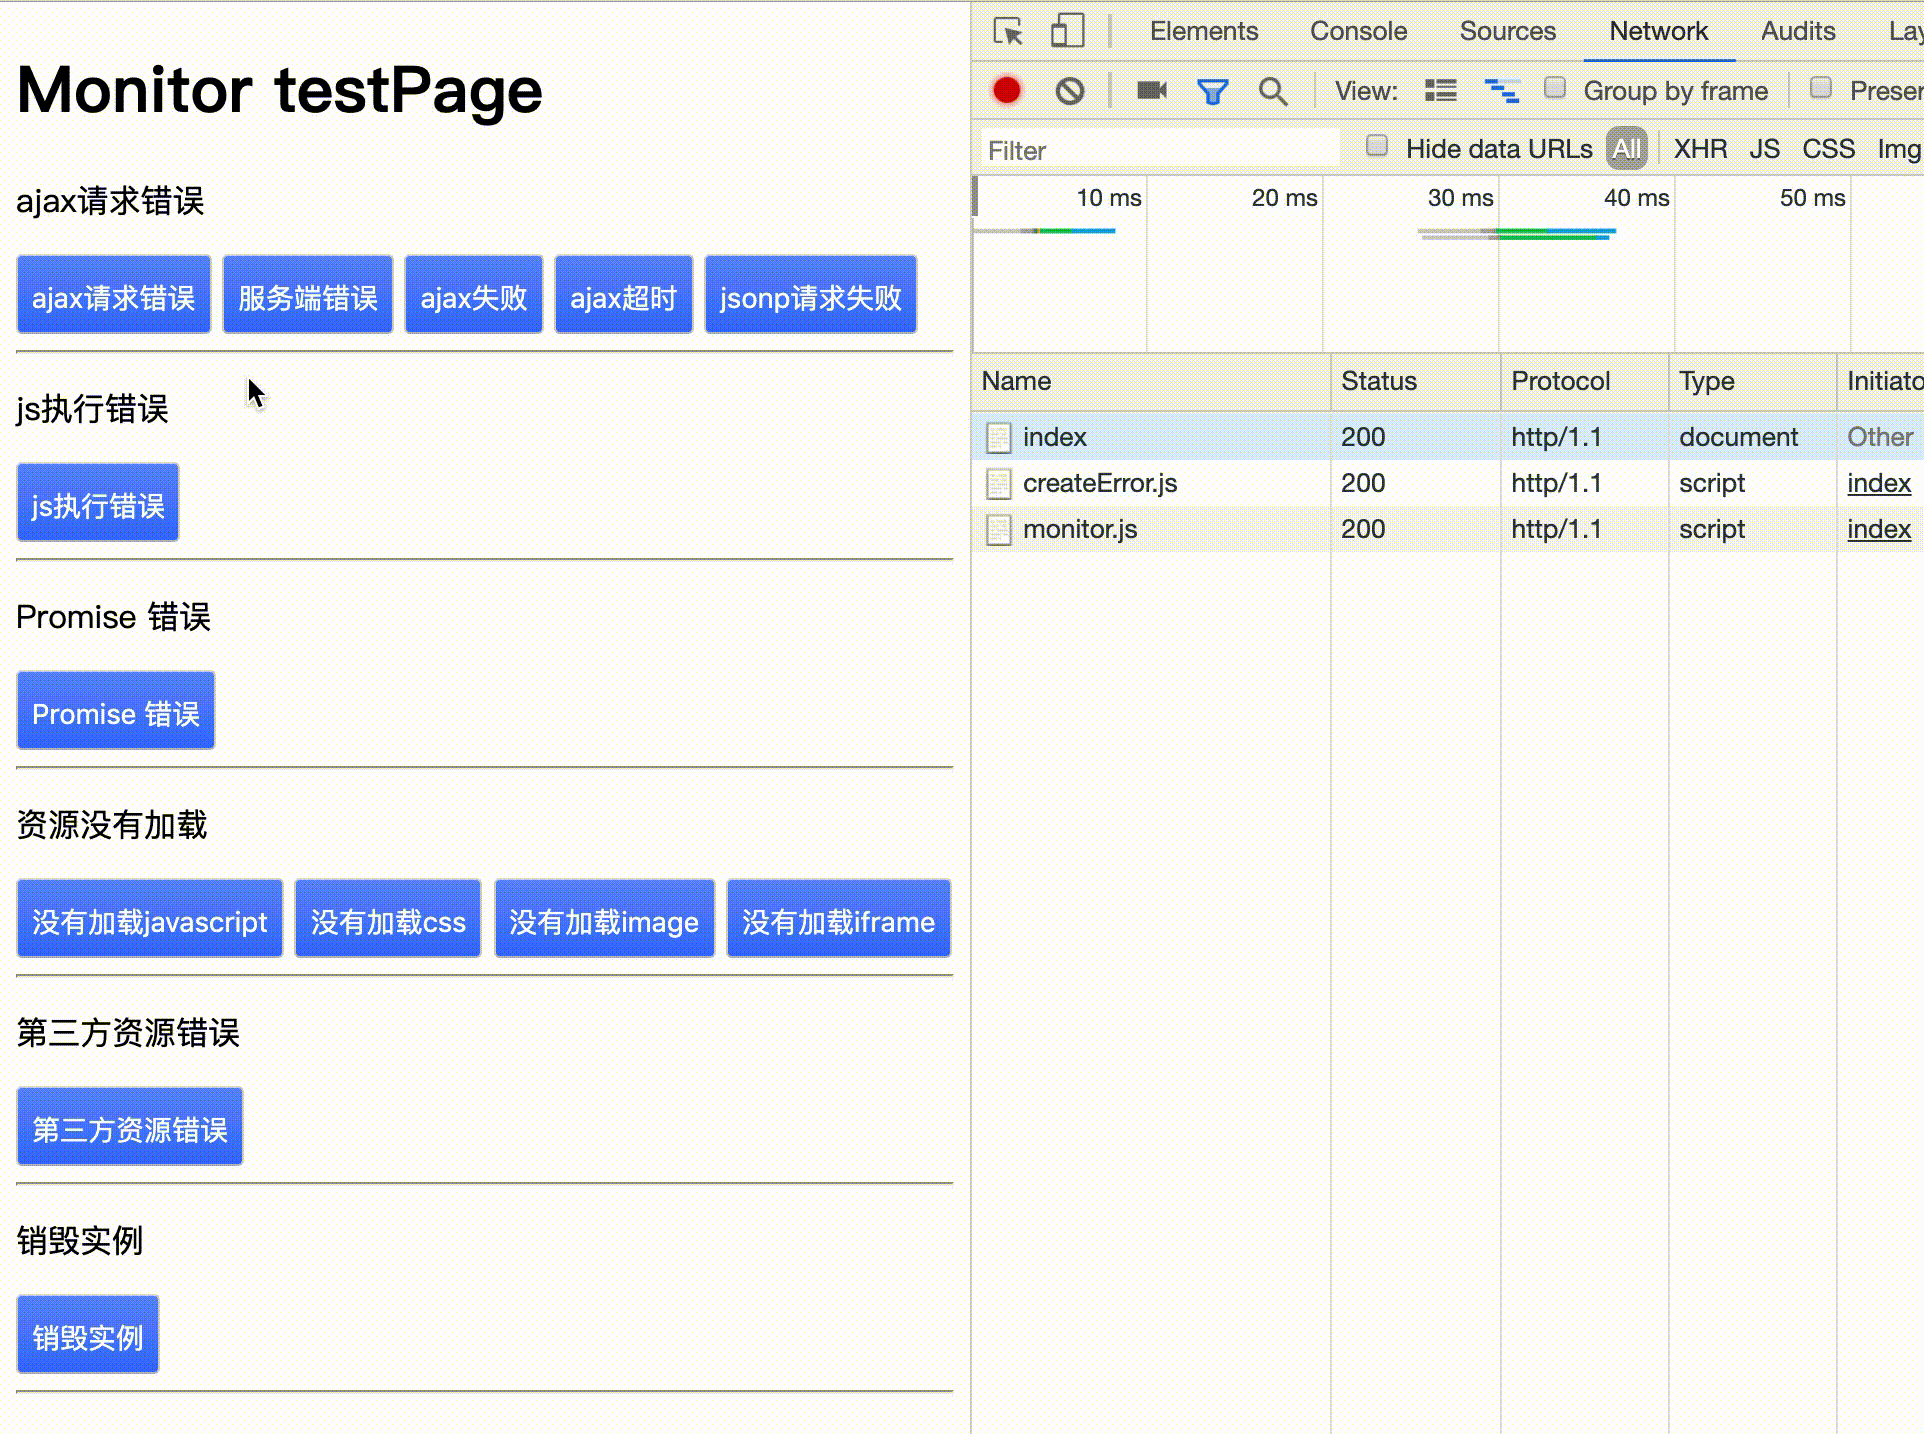 Monitor testPage
ajax请求错误
ajax请求错误 服务端错误 ajax失败 ajax超时 jsonp请求失败
js执行错误
js执行错误
Promise 错误
Promise 错误
资源没有加载
没有加载javascript 没有加载css 没有加载image 没有加载iframe
第三方资源错误
第三方资源错误
销毁实例
销毁实例
Elements Console Sources Network Audits Lay
View: Group by frame Preser
Filter Hide data URLs All XHR JS CSS Img
10 ms 20 ms 30 ms 40 ms 50 ms
Name Status Protocol Type Initiato
index 200 http/1.1 document Other
createError.js 200 http/1.1 script index
monitor.js 200 http/1.1 script index